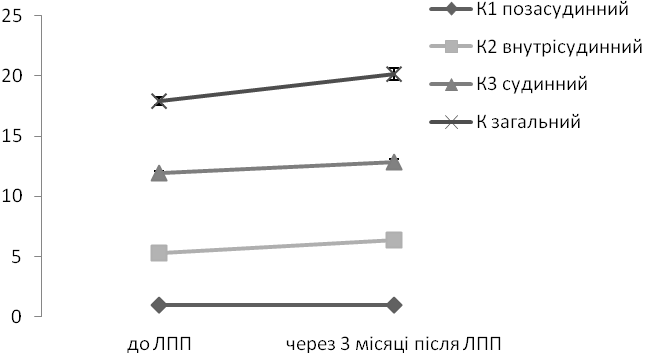 25
20
15
10
5
0
до ЛПП
через 3 місяці після ЛПП
К1 позасудинний
К2 внутрісудинний
К3 судинний
К загальний